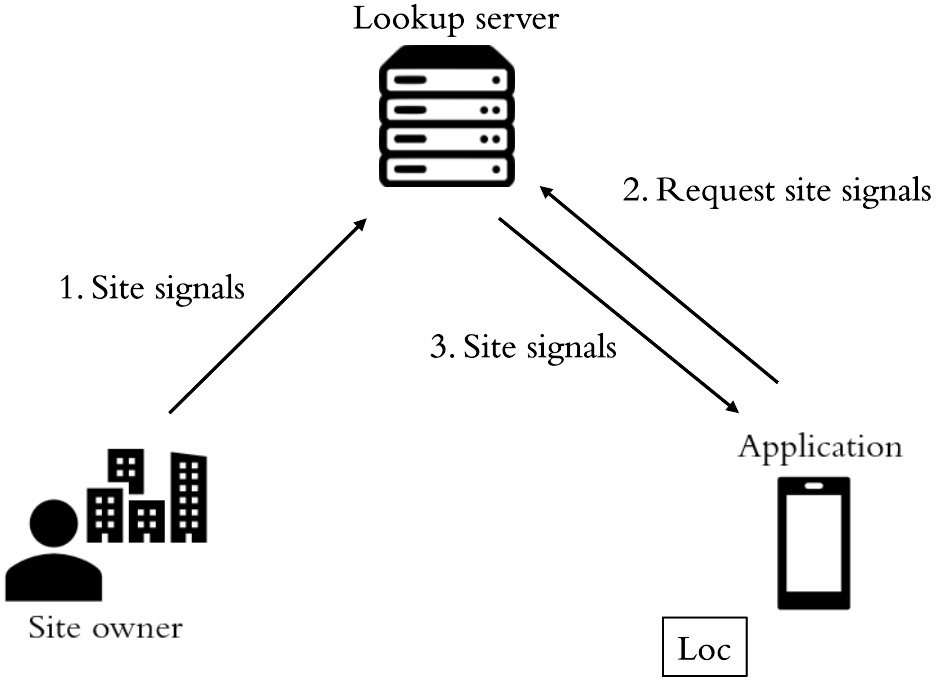 Lookup server
2. Request site signals
1. Site signals
3. Site signals
Application
Site owner
Loc